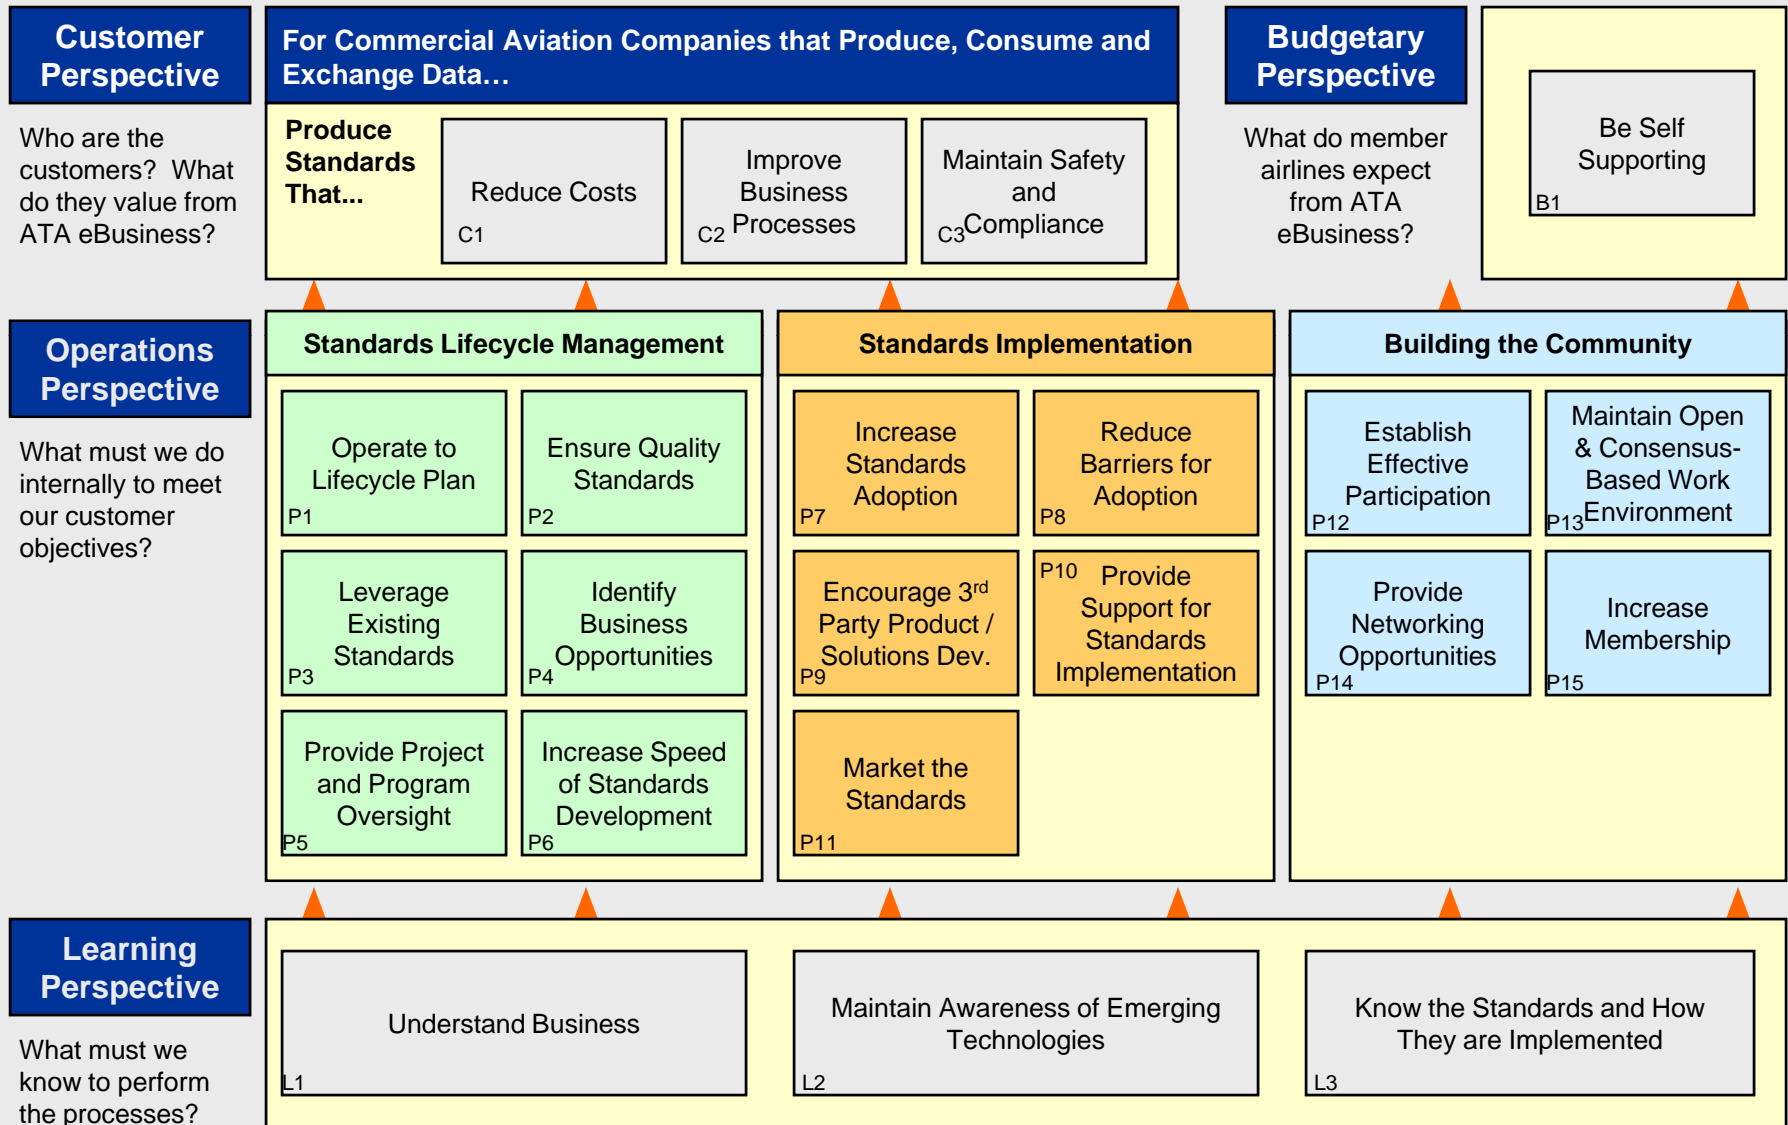 Customer
Perspective
Who are the
customers?  What
do they value from
ATA eBusiness?
For Commercial Aviation Companies that Produce, Consume and
Exchange Data…
Produce
Standards
That...
Reduce Costs
C1
Improve
Business
Processes
C2
Maintain Safety
and
Compliance
C3
Budgetary
Perspective
What do member
airlines expect
from ATA
eBusiness?
Be Self
Supporting
B1
Operations
Perspective
What must we do
internally to meet
our customer
objectives?
Standards Lifecycle Management
Operate to
Lifecycle Plan
P1
Ensure Quality
Standards
P2
Leverage
Existing
Standards
P3
Identify
Business
Opportunities
P4
Provide Project
and Program
Oversight
P5
Increase Speed
of Standards
Development
P6
Standards Implementation
Increase
Standards
Adoption
P7
Reduce
Barriers for
Adoption
P8
Encourage 3rd
Party Product /
Solutions Dev.
P9
P10
Provide
Support for
Standards
Implementation
Market the
Standards
P11
Building the Community
Establish
Effective
Participation
P12
Maintain Open
& Consensus-
Based Work
Environment
P13
Provide
Networking
Opportunities
P14
Increase
Membership
P15
Learning
Perspective
What must we
know to perform
the processes?
Understand Business
L1
Maintain Awareness of Emerging
Technologies
L2
Know the Standards and How
They are Implemented
L3